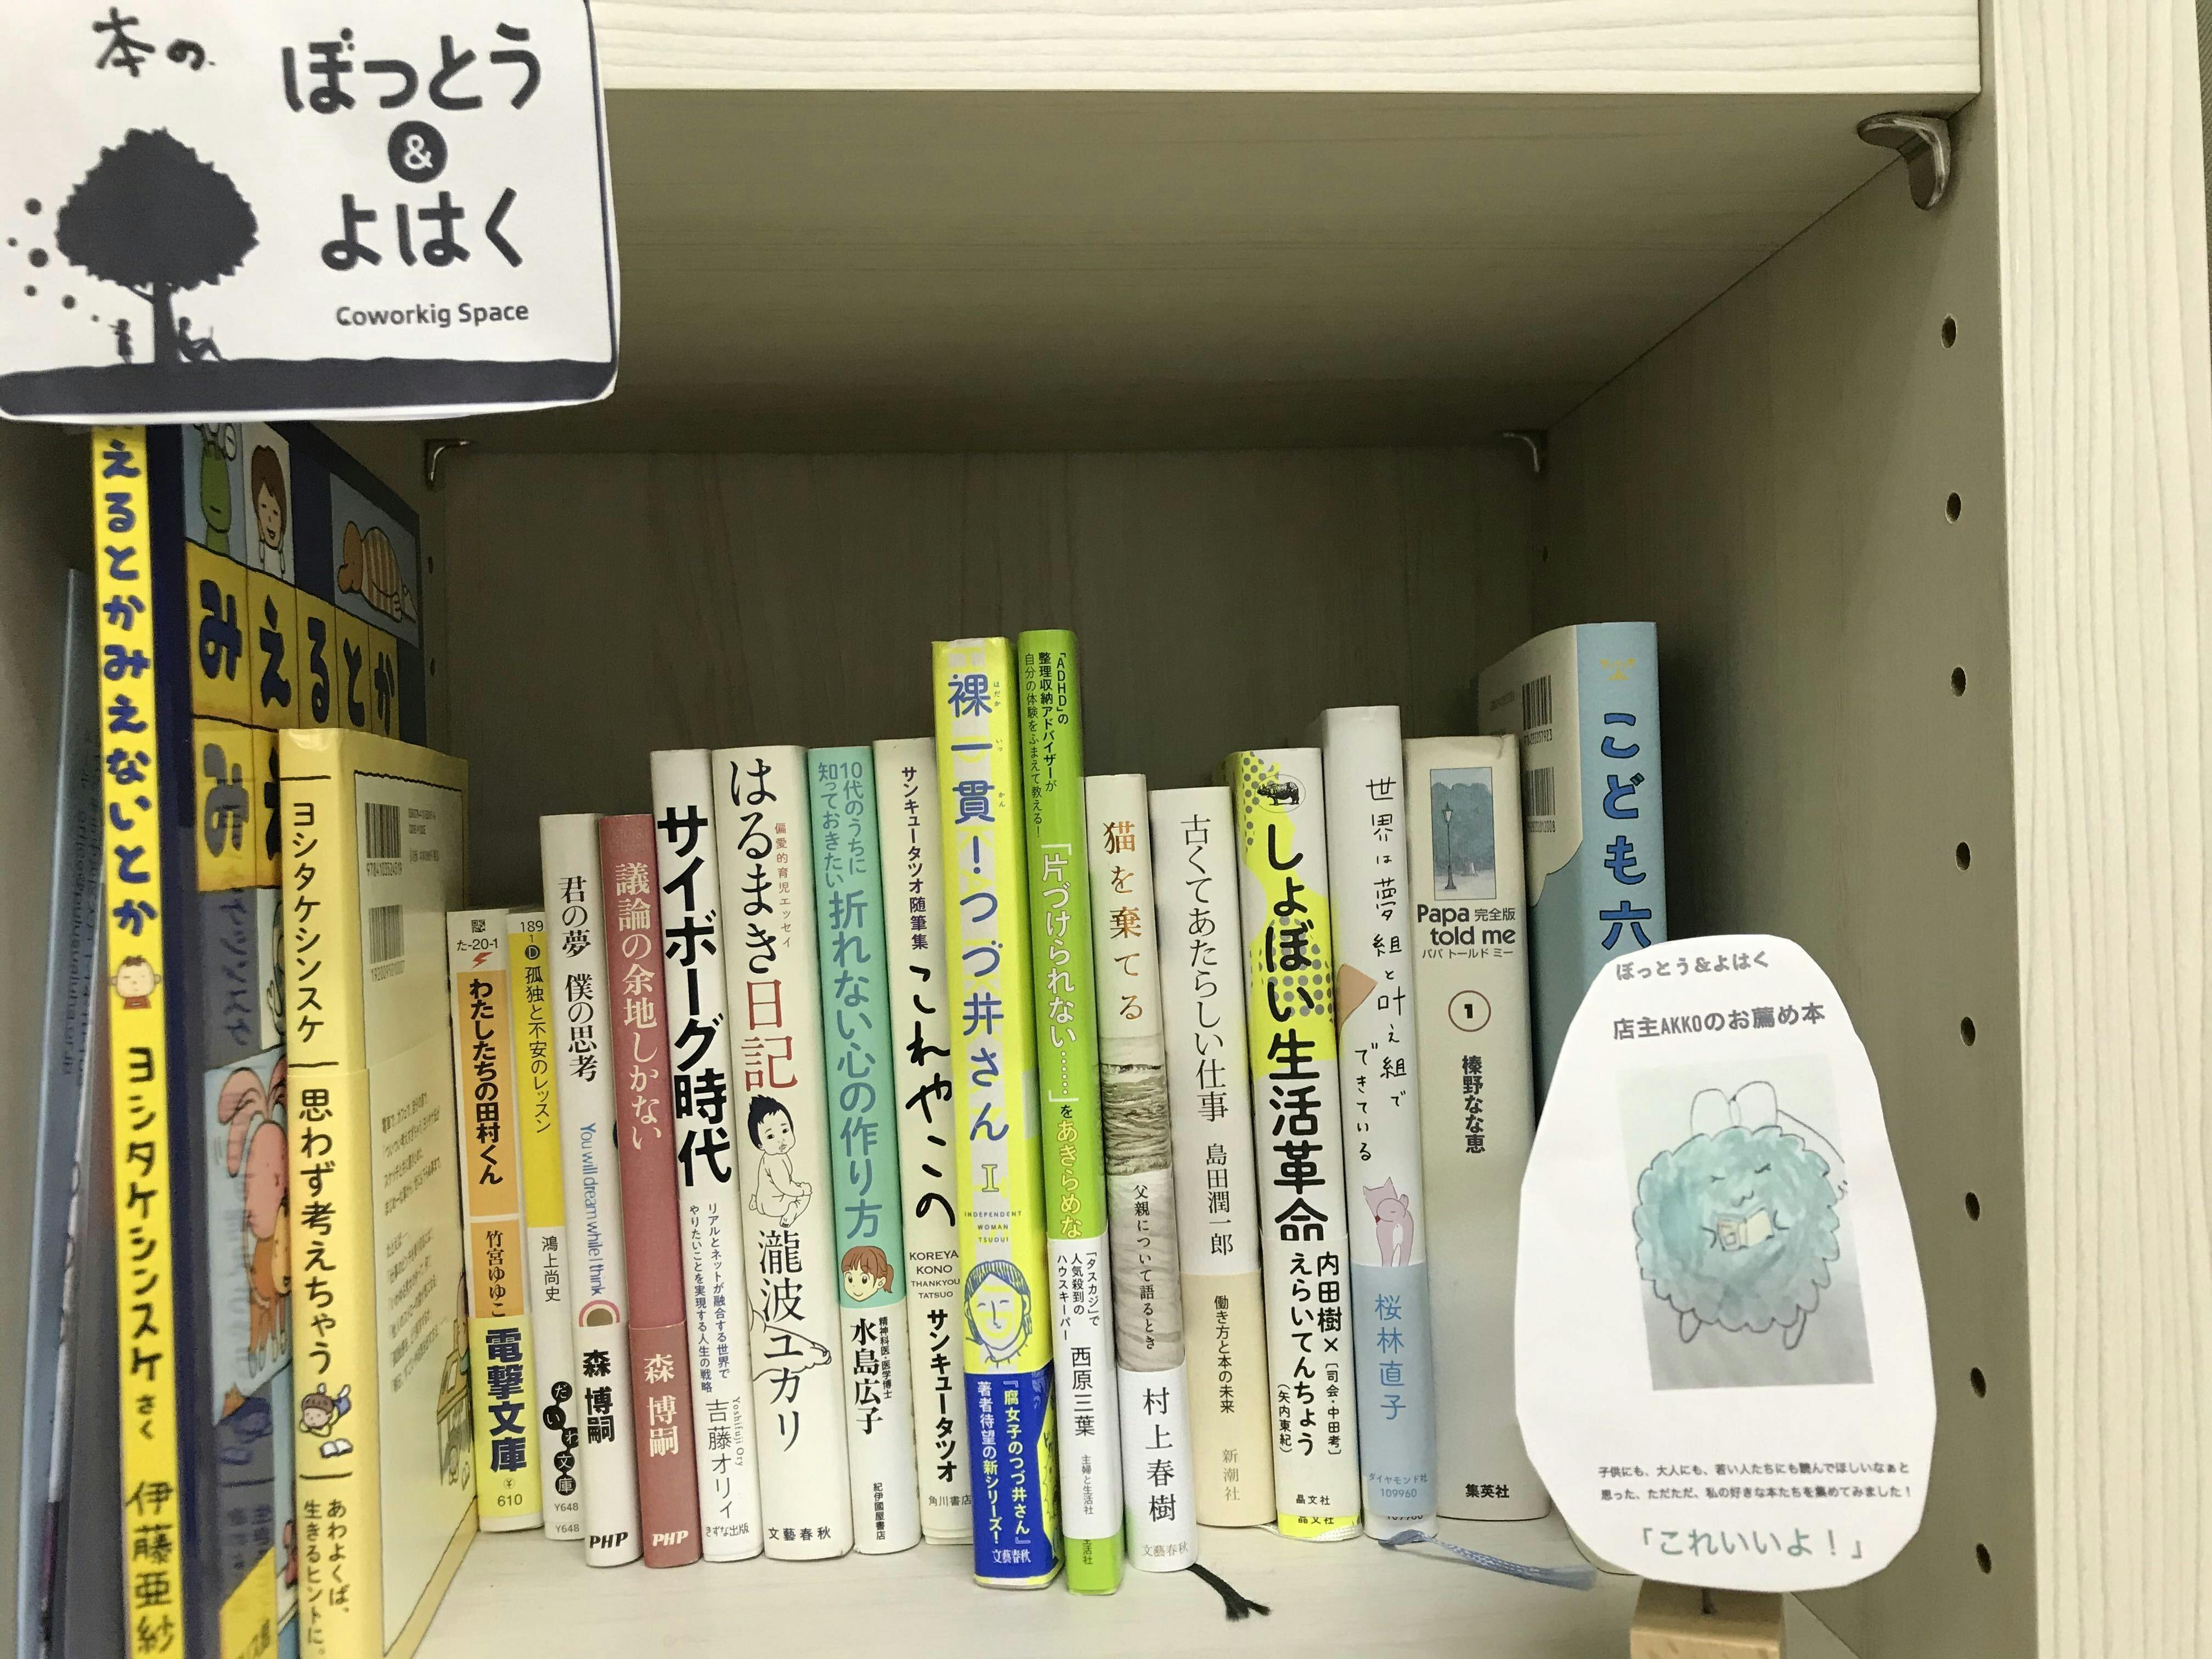 本の
ぼっとう
&
よはく
Coworkig Space
えるとかみえないとか ヨシタケシンスケ さく 伊藤亜紗
みえるとか
ヨシタケシンスケ 思わず考えちゃう
あわよくば、
生きるヒントに。
た-20-1
わたしたちの田村くん 竹宮ゆゆこ 電撃文庫
610
189
D 孤独と不安のレッスン 鴻上尚史 だいわ文庫
¥648
¥648
君の夢 僕の思考 You will dream while I think 森博嗣 PHP
議論の余地しかない 森博嗣 PHP
サイボーグ時代
リアルとネットが融合する世界で
やりたいことを実現する人生の戦略
Yoshifuji Ory
吉藤オリィ きずな出版
偏愛的育児エッセイ
はるまき日記 瀧波ユカリ 文藝春秋
10代のうちに
知っておきたい 折れない心の作り方
精神科医・医学博士
水島広子 紀伊國屋書店
サンキュータツオ随筆集 これやこの
KOREYA
KONO
THANKYOU
TATSUO
サンキュータツオ 角川書店
裸一貫!つづ井さん I
はだか いっ かん
INDEPENDENT
WOMAN
TSUDUI
『腐女子のつづ井さん』
著者待望の新シリーズ!
文藝春秋
「ADHD」の
整理収納アドバイザーが
自分の体験をふまえて教える!
「片づけられない……」をあきらめな
「タスカジ」で
人気殺到の
ハウスキーパー
西原三葉 主婦と生活社
生活社
猫を棄てる 父親について語るとき 村上春樹 文藝春秋
古くてあたらしい仕事 島田潤一郎
働き方と本の未来 新潮社
しょぼい生活革命
内田樹×
えらいてんちょう
[司会・中田考]
(矢内東紀)
晶文社
晶文社
世界は夢組と叶え組で
できている
桜林直子
ダイヤモンド社
109960
Papa 完全版
told me
パパ トールド ミー
1
榛野なな恵
集英社
こども六
ぼっとう&よはく
店主AKKOのお薦め本
子供にも、大人にも、若い人たちにも読んでほしいなぁと
思った、ただただ、私の好きな本たちを集めてみました!
「これいいよ!」